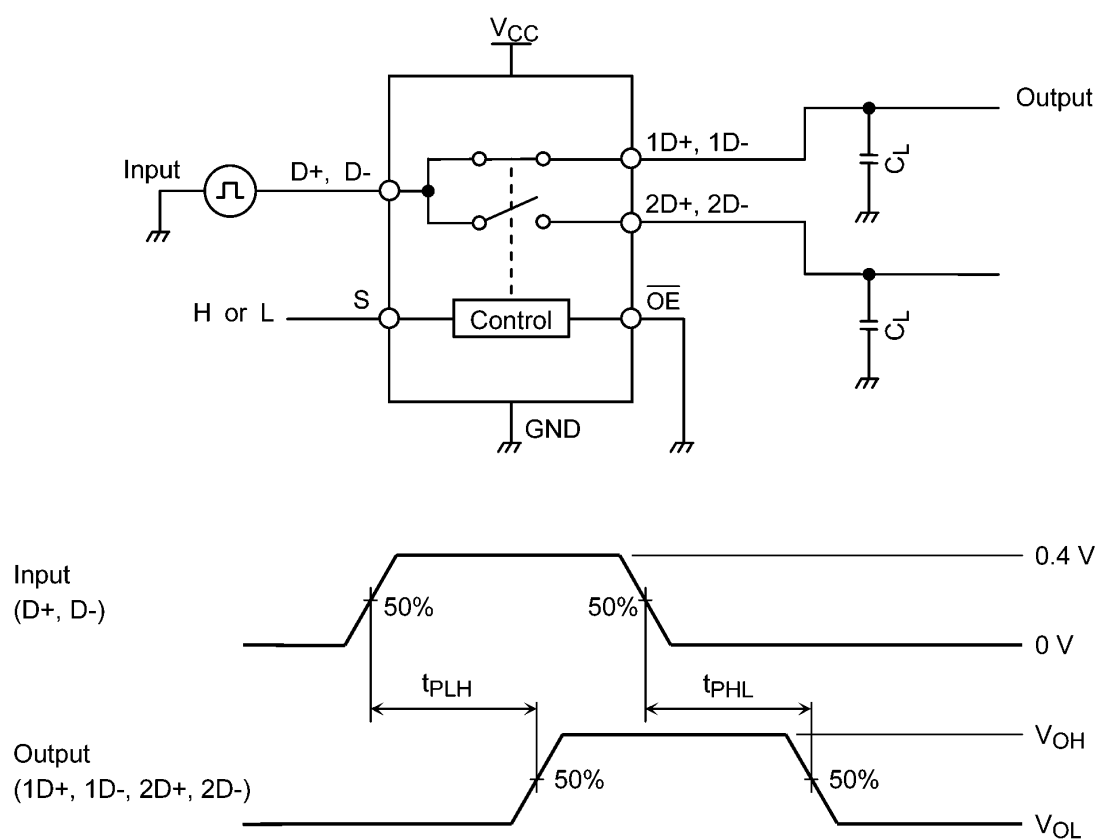 VCC
Output
1D+, 1D-
CL
Input
D+, D-
2D+, 2D-
S
OE
H or L
Control
CL
GND
0.4 V
Input
(D+, D-)
50%
50%
0 V
tPLH
tPHL
VOH
Output
(1D+, 1D-, 2D+, 2D-)
50%
50%
VOL